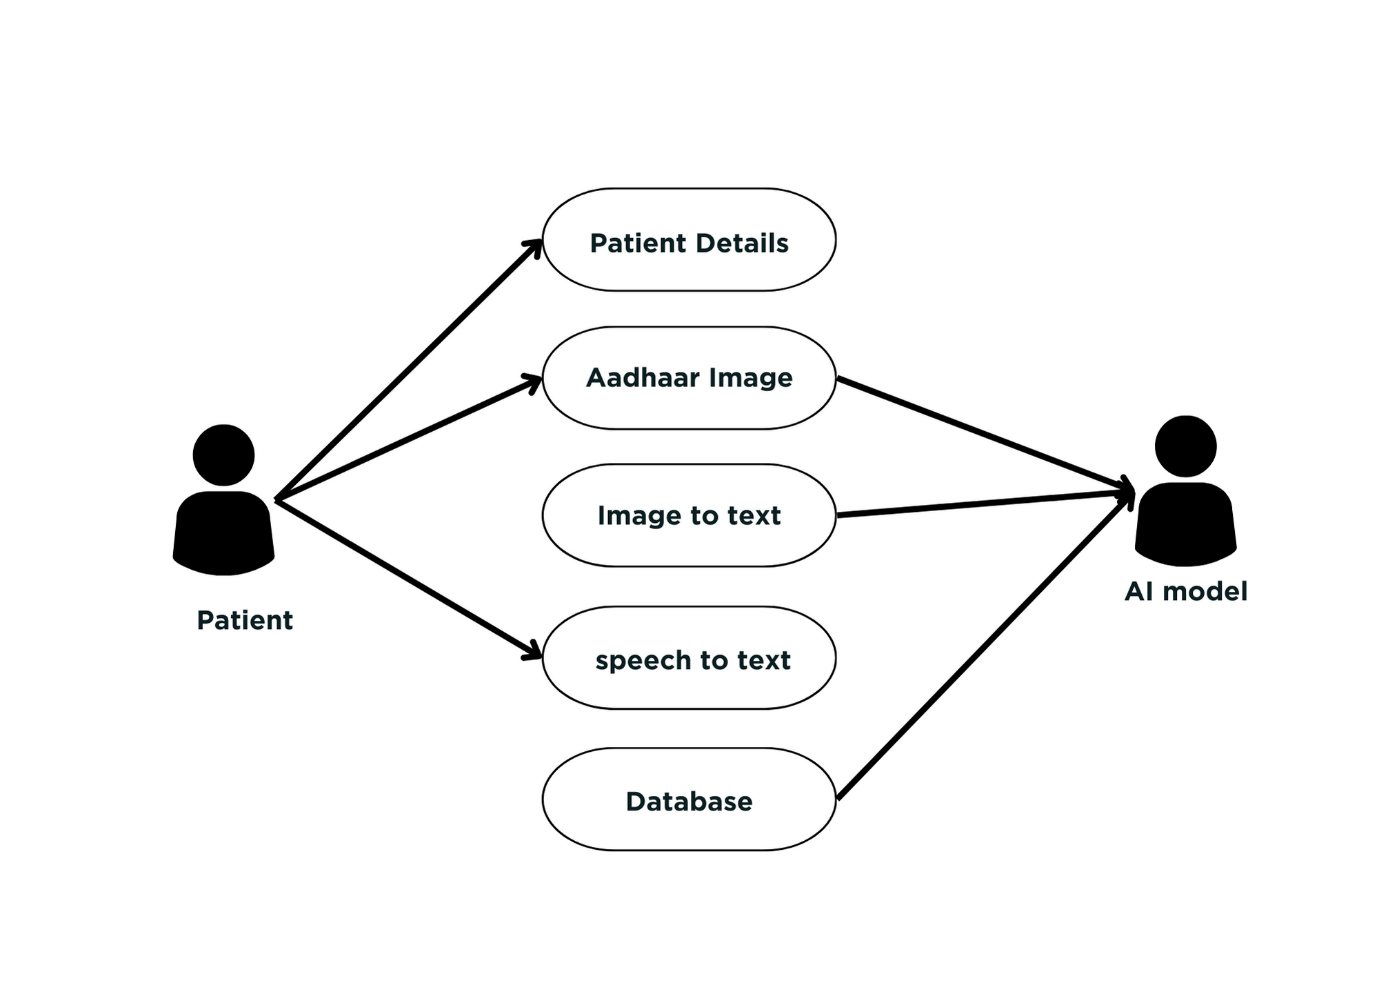 Patient Details
Aadhaar Image
Image to text
speech to text
Database
Patient
AI model